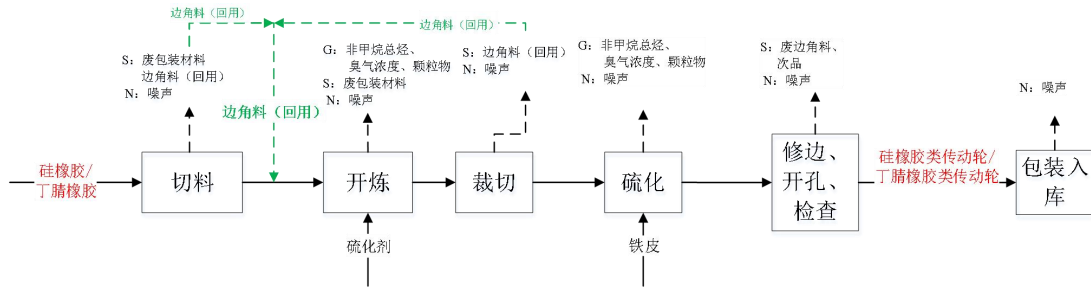 边角料（回用）
边角料（回用）
S：废包装材料
边角料（回用）
N：噪声
G：非甲烷总烃、
臭气浓度、颗粒物
S：废包装材料
N：噪声
S：边角料（回用）
N：噪声
G：非甲烷总烃、
臭气浓度、颗粒物
N：噪声
S：废边角料、
次品
N：噪声
N：噪声
边角料（回用）
硅橡胶/
丁腈橡胶
切料
开炼
裁切
硫化
修边、
开孔、
检查
硅橡胶类传动轮/
丁腈橡胶类传动轮
包装入
库
硫化剂
铁皮